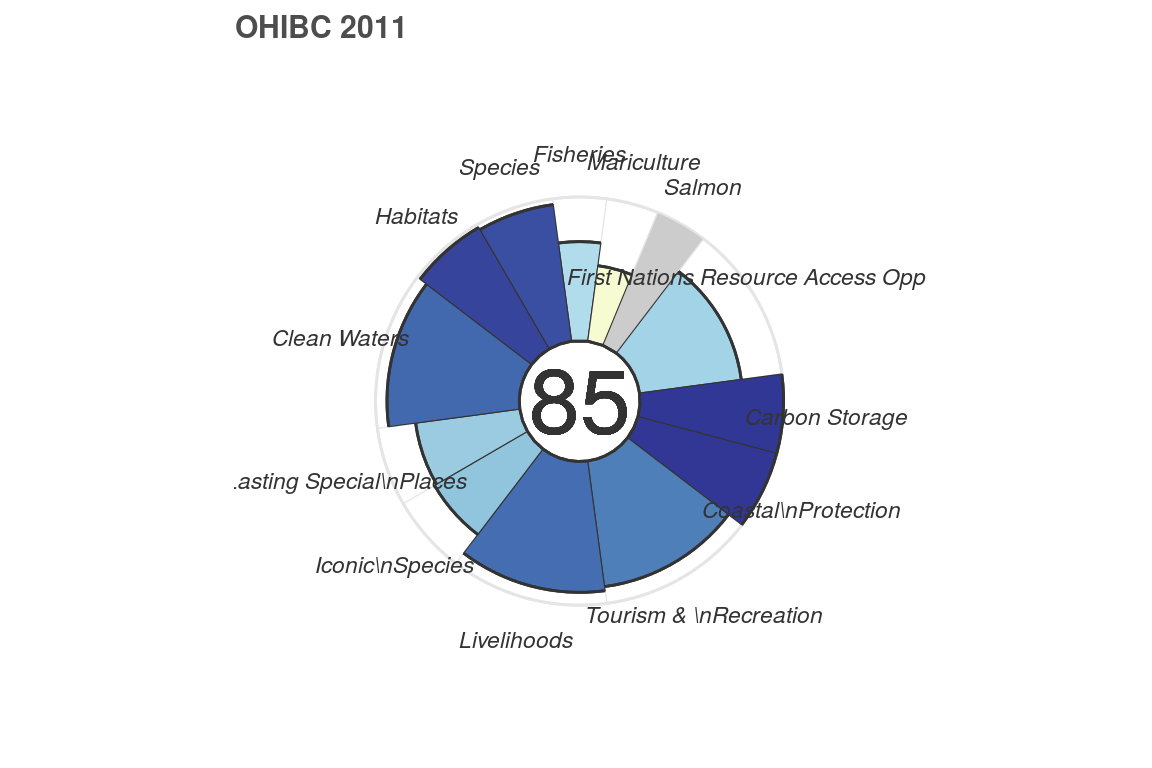 OHIBC 2011
Fisheries
Mariculture
Species
Salmon
Habitats
First Nations Resource Access Opp
Clean Waters
85
Carbon Storage
.asting Special\nPlaces
Coastal\nProtection
Iconic\nSpecies
Tourism & \nRecreation
Livelihoods